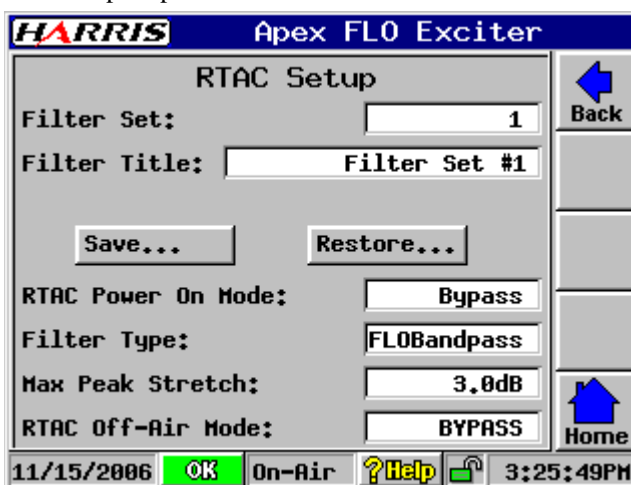 HARRIS Apex FLO Exciter
RTAC Setup
Back
Filter Set: 1
Filter Title: Filter Set #1
Save... Restore...
RTAC Power On Mode: Bypass
Filter Type: FLOBandpass
Max Peak Stretch: 3.0dB
RTAC Off-Air Mode: BYPASS
Home
11/15/2006 OK On-Air ?Help 3:25:49PM